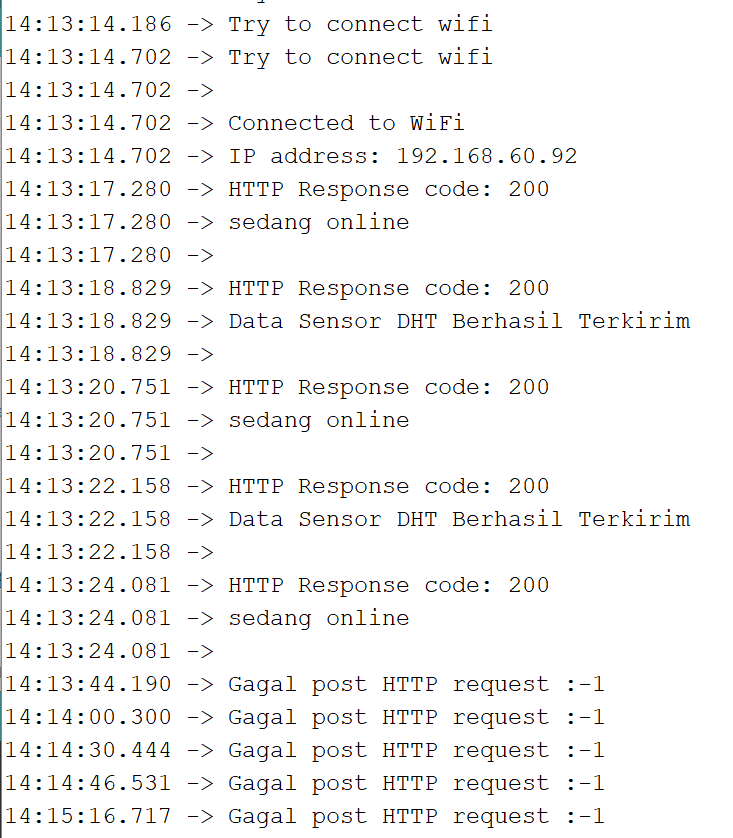 14:13:14.186 -> Try to connect wifi
14:13:14.702 -> Try to connect wifi
14:13:14.702 ->
14:13:14.702 -> Connected to WiFi
14:13:14.702 -> IP address: 192.168.60.92
14:13:17.280 -> HTTP Response code: 200
14:13:17.280 -> sedang online
14:13:17.280 ->
14:13:18.829 -> HTTP Response code: 200
14:13:18.829 -> Data Sensor DHT Berhasil Terkirim
14:13:18.829 ->
14:13:20.751 -> HTTP Response code: 200
14:13:20.751 -> sedang online
14:13:20.751 ->
14:13:22.158 -> HTTP Response code: 200
14:13:22.158 -> Data Sensor DHT Berhasil Terkirim
14:13:22.158 ->
14:13:24.081 -> HTTP Response code: 200
14:13:24.081 -> sedang online
14:13:24.081 ->
14:13:44.190 -> Gagal post HTTP request :-1
14:14:00.300 -> Gagal post HTTP request :-1
14:14:30.444 -> Gagal post HTTP request :-1
14:14:46.531 -> Gagal post HTTP request :-1
14:15:16.717 -> Gagal post HTTP request :-1